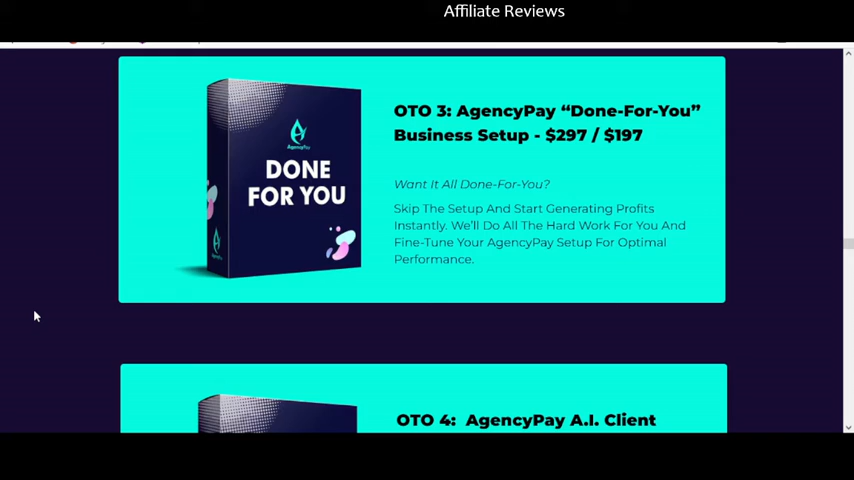 Affiliate Reviews
OTO 3: AgencyPay “Done-For-You”
Business Setup - $297 / $197
AgencyPay
DONE
FOR YOU
Want It All Done-For-You?
Skip The Setup And Start Generating Profits
Instantly. We’ll Do All The Hard Work For You And
Fine-Tune Your AgencyPay Setup For Optimal
Performance.
OTO 4: AgencyPay A.I. Client